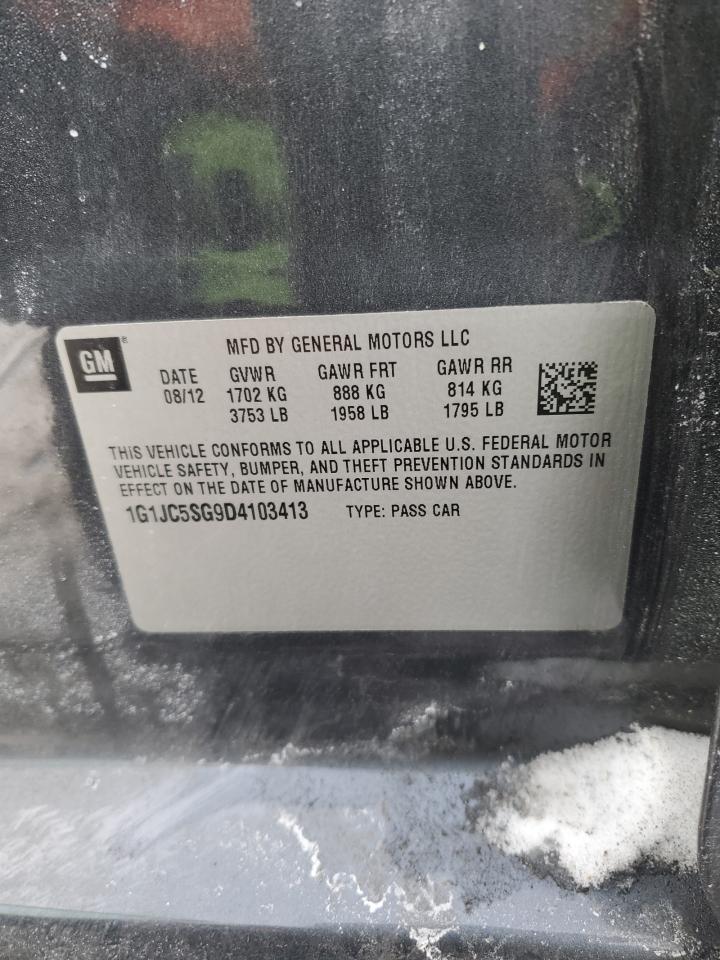 GM
MFD BY GENERAL MOTORS LLC
DATE GVWR GAWR FRT GAWR RR
08/12 1702 KG 888 KG 814 KG
3753 LB 1958 LB 1795 LB
THIS VEHICLE CONFORMS TO ALL APPLICABLE U.S. FEDERAL MOTOR
VEHICLE SAFETY, BUMPER, AND THEFT PREVENTION STANDARDS IN
EFFECT ON THE DATE OF MANUFACTURE SHOWN ABOVE.
1G1JC5SG9D4103413 TYPE: PASS CAR